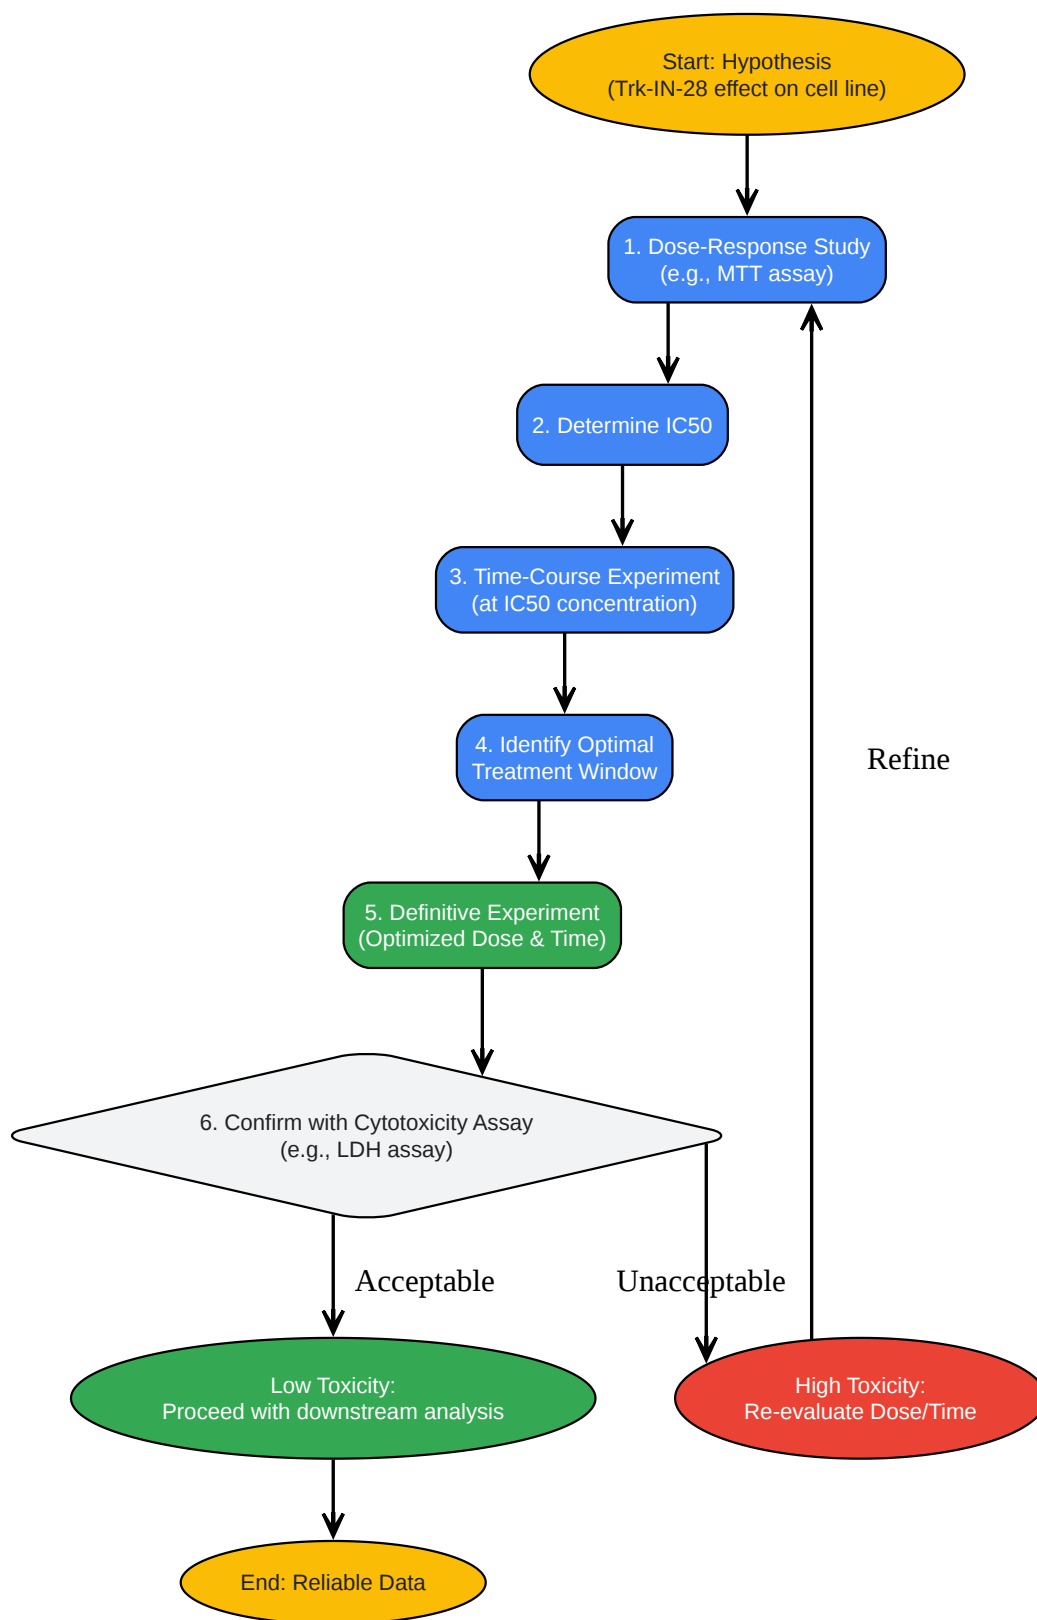 Start: Hypothesis
(Trk-IN-28 effect on cell line)
1. Dose-Response Study
(e.g., MTT assay)
2. Determine IC50
3. Time-Course Experiment
(at IC50 concentration)
4. Identify Optimal
Treatment Window
Refine
5. Definitive Experiment
(Optimized Dose & Time)
6. Confirm with Cytotoxicity Assay
(e.g., LDH assay)
Acceptable
Unacceptable
Low Toxicity:
Proceed with downstream analysis
High Toxicity:
Re-evaluate Dose/Time
End: Reliable Data